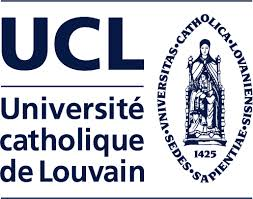 UCL
Université
catholique
de Louvain
UNIVERSITAS • CATHOLICA • LOVANIENSIS •
SEDES • SAPIENTIAE •
1425